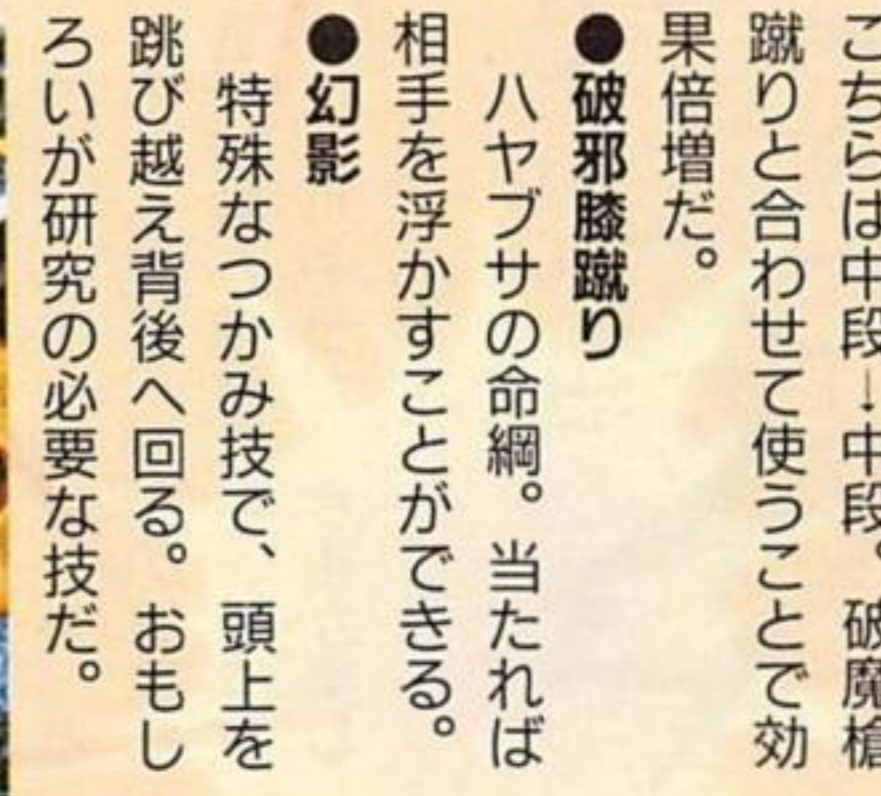 こちらは中段→中段。破魔槍
蹴りと合わせて使うことで効
果倍増だ。
●破邪膝蹴り
ハヤブサの命綱。当たれば
相手を浮かすことができる。
●幻影
特殊なつかみ技で、頭上を
跳び越え背後へ回る。おもし
ろいが研究の必要な技だ。